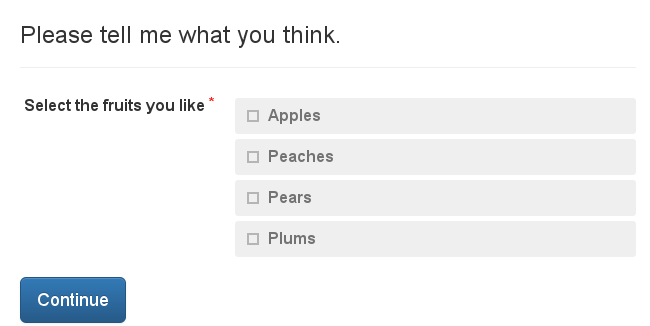 Please tell me what you think.
Select the fruits you like *
Apples
Peaches
Pears
Plums
Continue